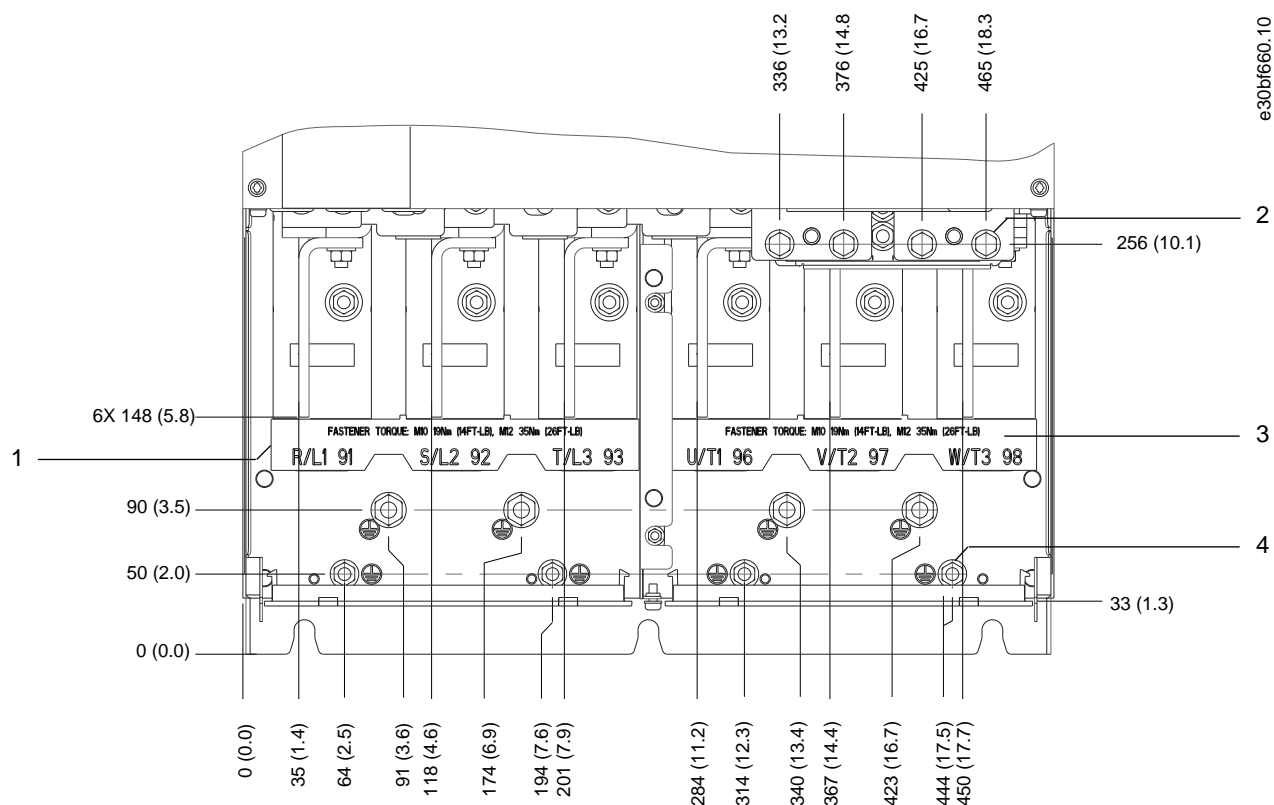 336 (13.2
376 (14.8
425 (16.7
465 (18.3
e30bf660.10
2
256 (10.1)
6X 148 (5.8)
FASTENER TORQUE: M10 19Nm (14FT-LB), M12 35Nm (26FT-LB)
FASTENER TORQUE: M10 19Nm (14FT-LB), M12 35Nm (26FT-LB)
3
1
R/L1 91
S/L2 92
T/L3 93
U/T1 96
V/T2 97
W/T3 98
90 (3.5)
4
50 (2.0)
33 (1.3)
0 (0.0)
0 (0.0)
35 (1.4)
64 (2.5)
91 (3.6)
118 (4.6)
174 (6.9)
194 (7.6)
201 (7.9)
284 (11.2)
314 (12.3)
340 (13.4)
367 (14.4)
423 (16.7)
444 (17.5)
450 (17.7)